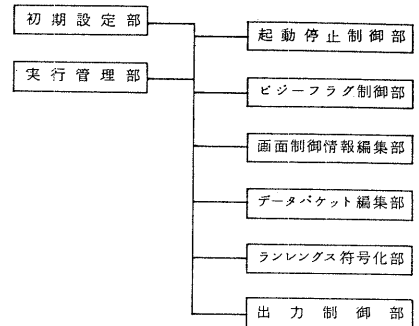 初期設定部
起動停止制御部
実行管理部
ビジーフラグ制御部
画面制御情報編集部
データパケット編集部
ランレングス符号化部
出力制御部